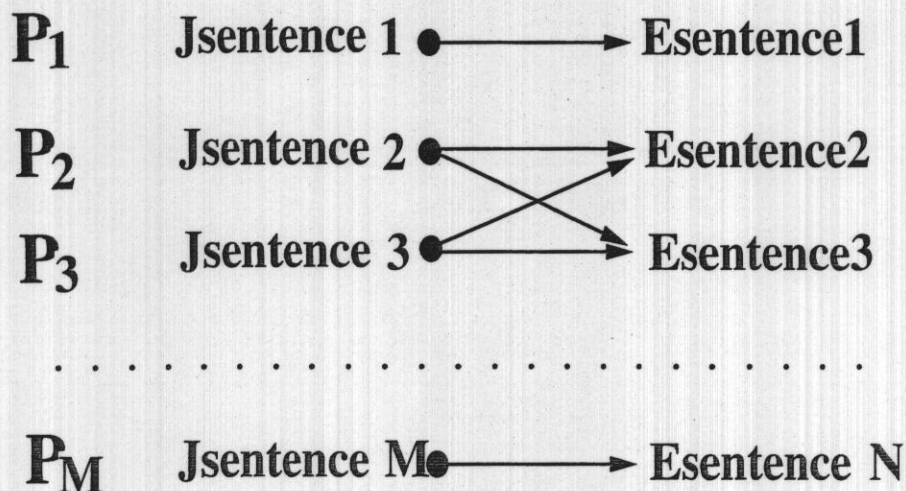 P1 Jsentence 1 Esentence1
P2 Jsentence 2 Esentence2
P3 Jsentence 3 Esentence3
. . . . . . . . . . . . . . . . . . . . . . .
PM Jsentence M Esentence N